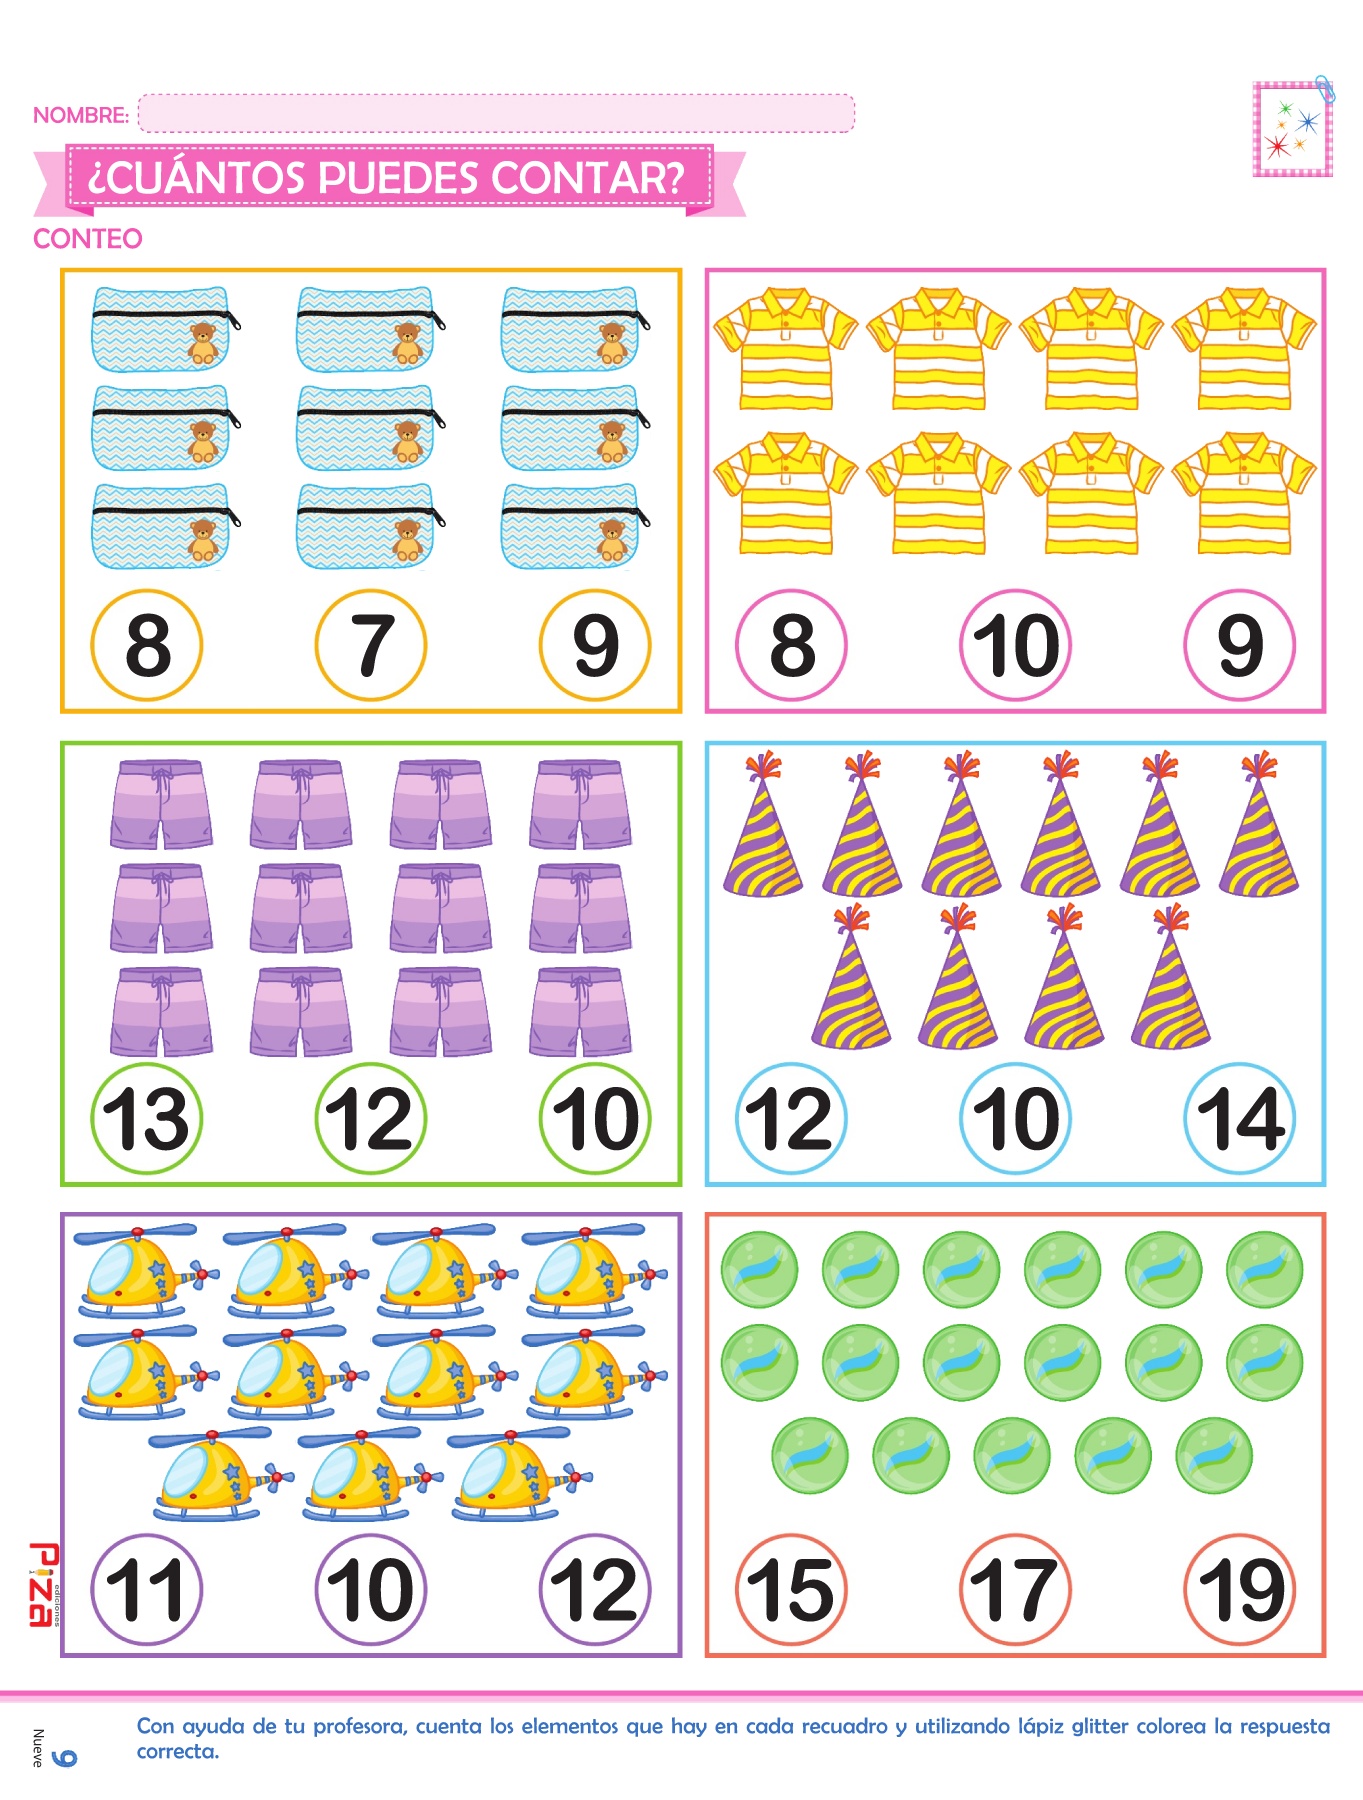 NOMBRE:
¿CUÁNTOS PUEDES CONTAR?
CONTEO
8 7 9
8 10 9
13 12 10
12 10 14
11 10 12
15 17 19
Piza
ediciones
Con ayuda de tu profesora, cuenta los elementos que hay en cada recuadro y utilizando lápiz glitter colorea la respuesta
correcta.
Nueve
9